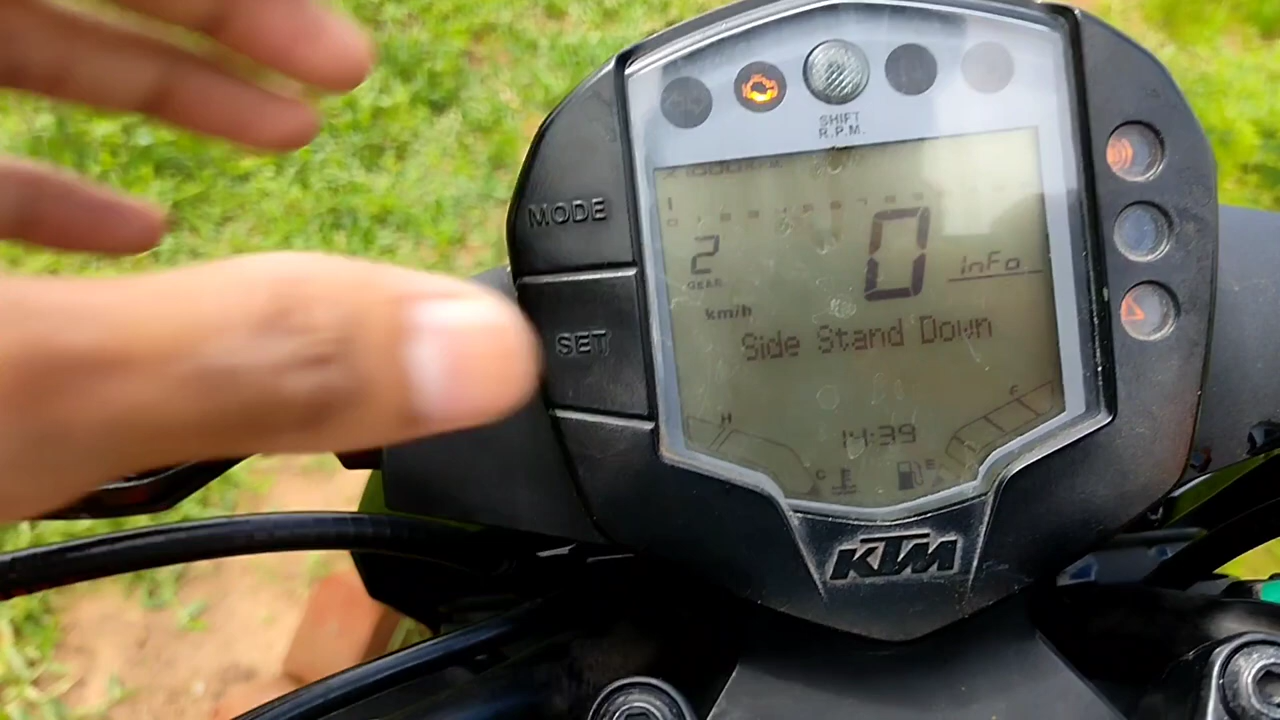 SHIFT
R.P.M.
MODE
2
GEAR
0
InFo
km/h
SET
Side Stand Down
H
F
14:39
C
E
KTM